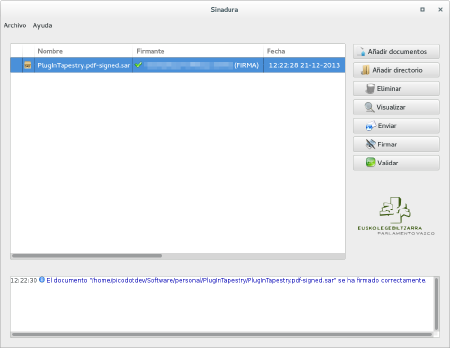 Sinadura
Archivo Ayuda
Nombre Firmante Fecha
PlugInTapestry.pdf-signed.sar (FIRMA) 12:22:28 21-12-2013
Añadir documentos
Añadir directorio
Eliminar
Visualizar
Enviar
Firmar
Validar
EUSKO LEGEBILTZARRA
PARLAMENTO VASCO
12:22:30 El documento "/home/picodotdev/Software/personal/PlugInTapestry/PlugInTapestry.pdf-signed.sar" se ha firmado correctamente.